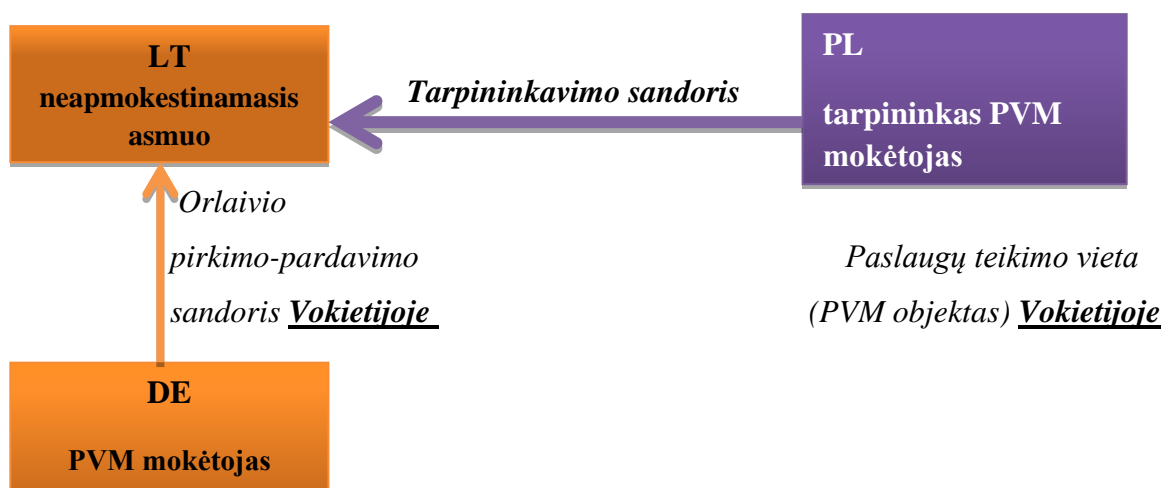 LT
neapmokestinamasis
asmuo
Tarpininkavimo sandoris
PL
tarpininkas PVM
mokėtojas
Orlaivio
pirkimo-pardavimo
sandoris Vokietijoje
Paslaugų teikimo vieta
(PVM objektas) Vokietijoje
DE
PVM mokėtojas